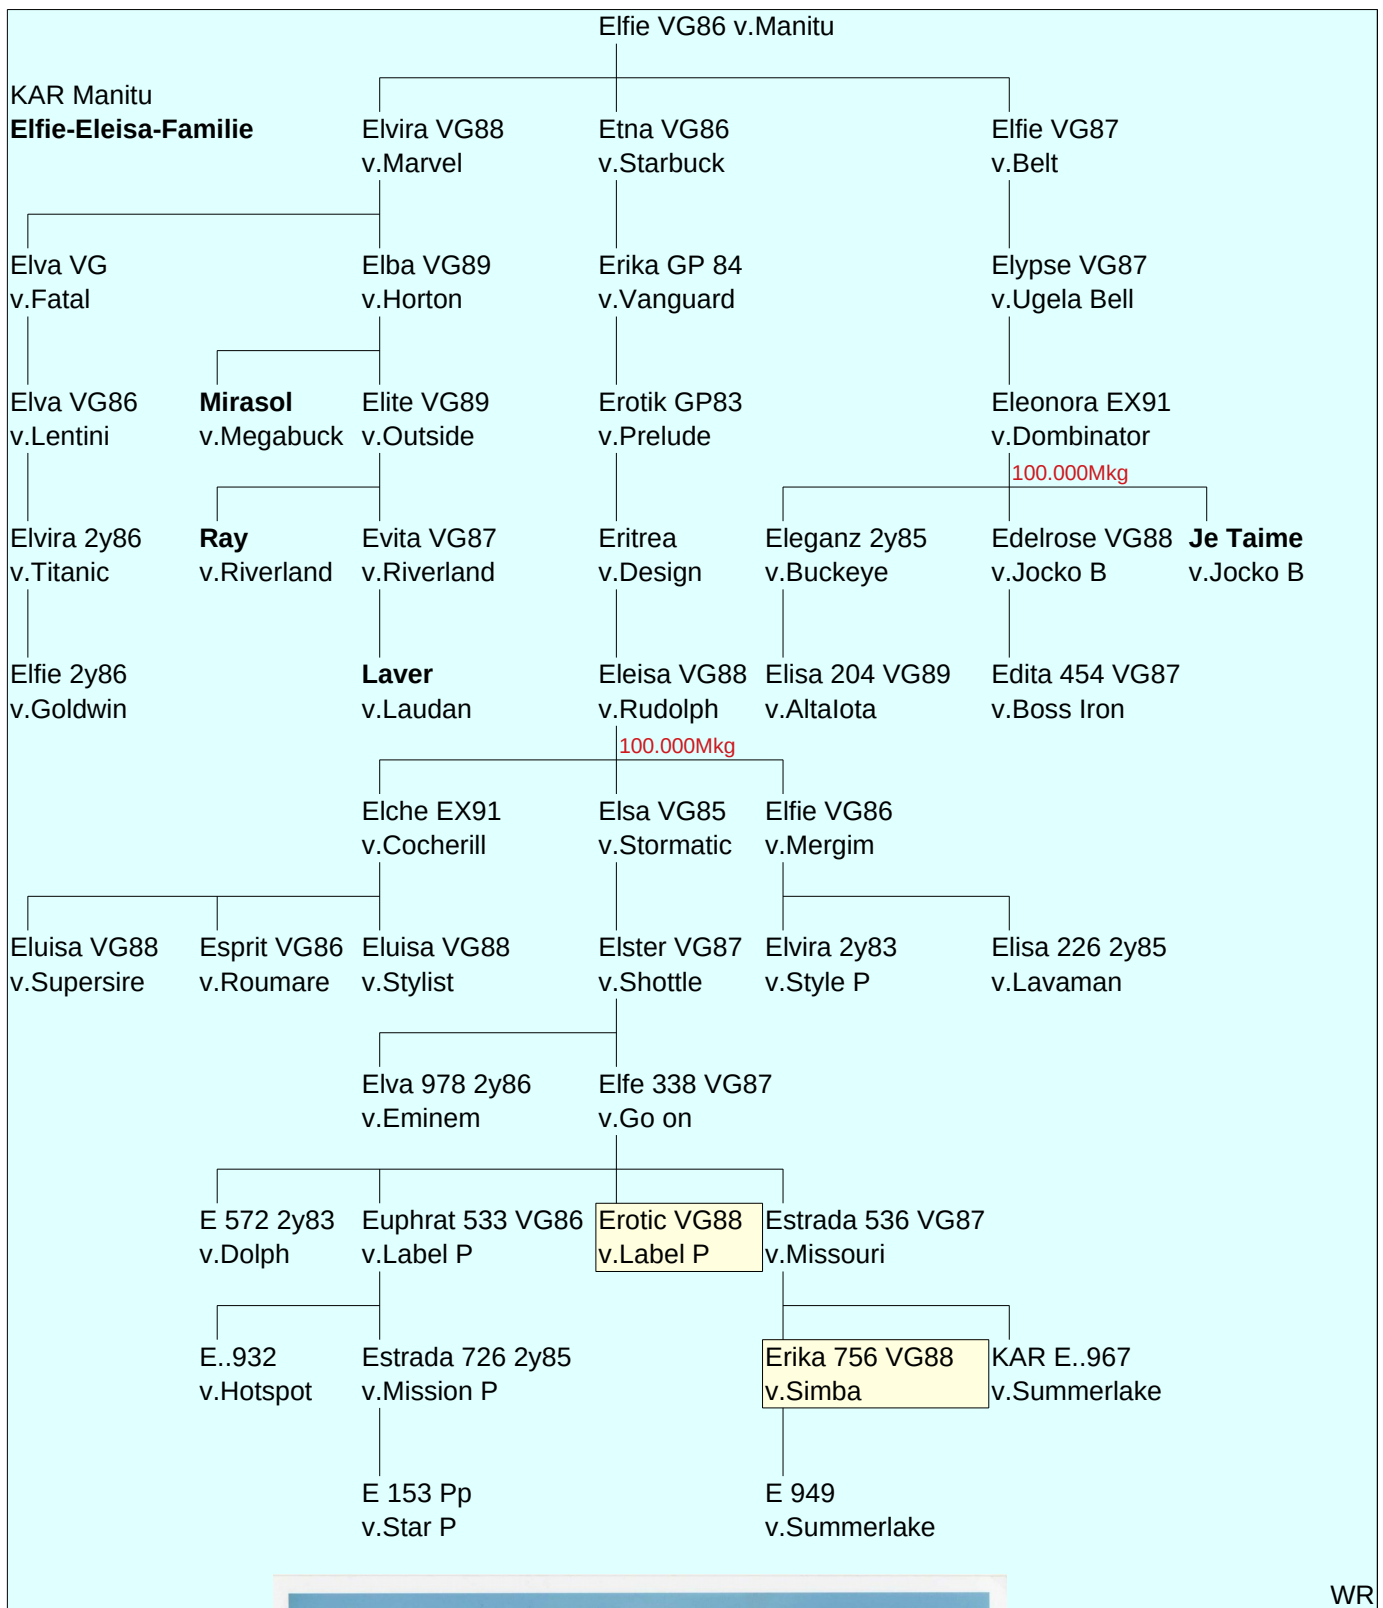 Elfie VG86 v.Manitu
KAR Manitu
Elfie-Eleisa-Familie
Elvira VG88
v.Marvel
Etna VG86
v.Starbuck
Elfie VG87
v.Belt
Elva VG
v.Fatal
Elba VG89
v.Horton
Erika GP 84
v.Vanguard
Elypse VG87
v.Ugela Bell
Elva VG86
v.Lentini
Mirasol
v.Megabuck
Elite VG89
v.Outside
Erotik GP83
v.Prelude
Eleonora EX91
v.Dombinator
100.000Mkg
Elvira 2y86
v.Titanic
Ray
v.Riverland
Evita VG87
v.Riverland
Eritrea
v.Design
Eleganz 2y85
v.Buckeye
Edelrose VG88
v.Jocko B
Je Taime
v.Jocko B
Elfie 2y86
v.Goldwin
Laver
v.Laudan
Eleisa VG88
v.Rudolph
Elisa 204 VG89
v.AltaIota
Edita 454 VG87
v.Boss Iron
100.000Mkg
Elche EX91
v.Cocherill
Elsa VG85
v.Stormatic
Elfie VG86
v.Mergim
Eluisa VG88
v.Supersire
Esprit VG86
v.Roumare
Eluisa VG88
v.Stylist
Elster VG87
v.Shottle
Elvira 2y83
v.Style P
Elisa 226 2y85
v.Lavaman
Elva 978 2y86
v.Eminem
Elfe 338 VG87
v.Go on
E 572 2y83
v.Dolph
Euphrat 533 VG86
v.Label P
Erotic VG88
v.Label P
Estrada 536 VG87
v.Missouri
E..932
v.Hotspot
Estrada 726 2y85
v.Mission P
Erika 756 VG88
v.Simba
KAR E..967
v.Summerlake
E 153 Pp
v.Star P
E 949
v.Summerlake
WR